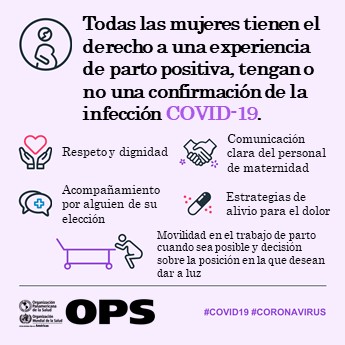 Todas las mujeres tienen el
derecho a una experiencia
de parto positiva, tengan o
no una confirmación de la
infección COVID-19.
Respeto y dignidad
Comunicación
clara del personal
de maternidad
Acompañamiento
por alguien de su
elección
Estrategias de
alivio para el dolor
Movilidad en el trabajo de parto
cuando sea posible y decisión
sobre la posición en la que desean
dar a luz
Organización
Panamericana
de la Salud
Organización
Mundial de la Salud
OPS
#COVID19 #CORONAVIRUS